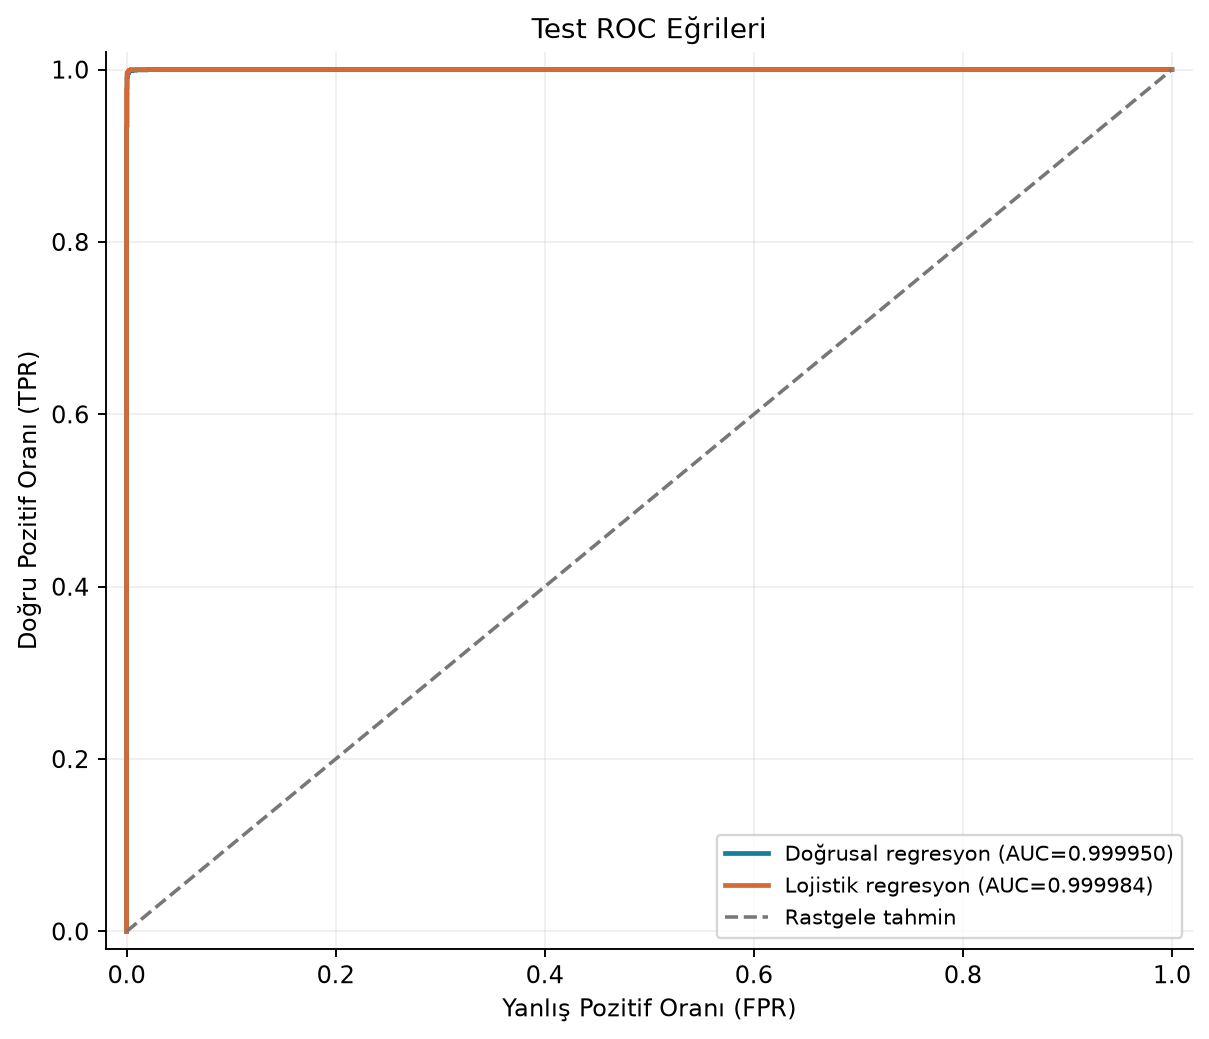 Test ROC Eğrileri
1.0
0.8
0.6
0.4
0.2
0.0
Doğru Pozitif Oranı (TPR)
Doğrusal regresyon (AUC=0.999950)
Lojistik regresyon (AUC=0.999984)
Rastgele tahmin
0.0 0.2 0.4 0.6 0.8 1.0
Yanlış Pozitif Oranı (FPR)